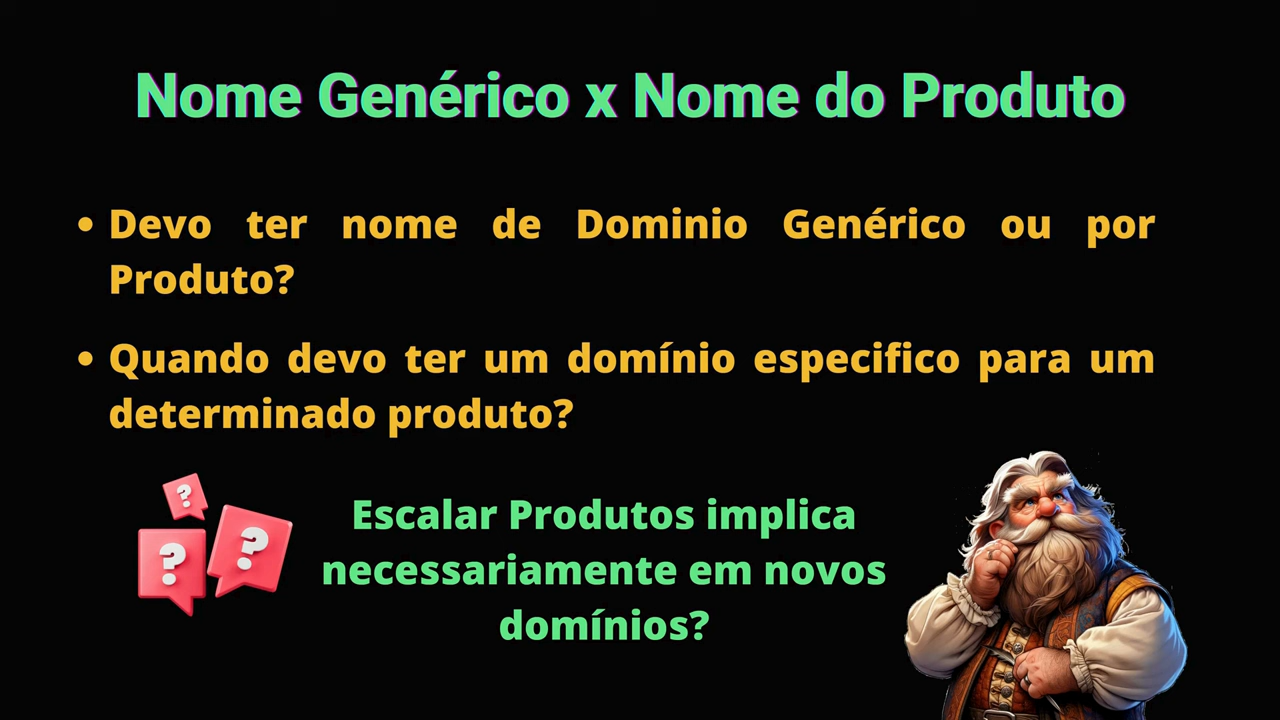 Nome Genérico x Nome do Produto
• Devo ter nome de Dominio Genérico ou por
Produto?
• Quando devo ter um domínio especifico para um
determinado produto?
? ? ?
Escalar Produtos implica
necessariamente em novos
domínios?